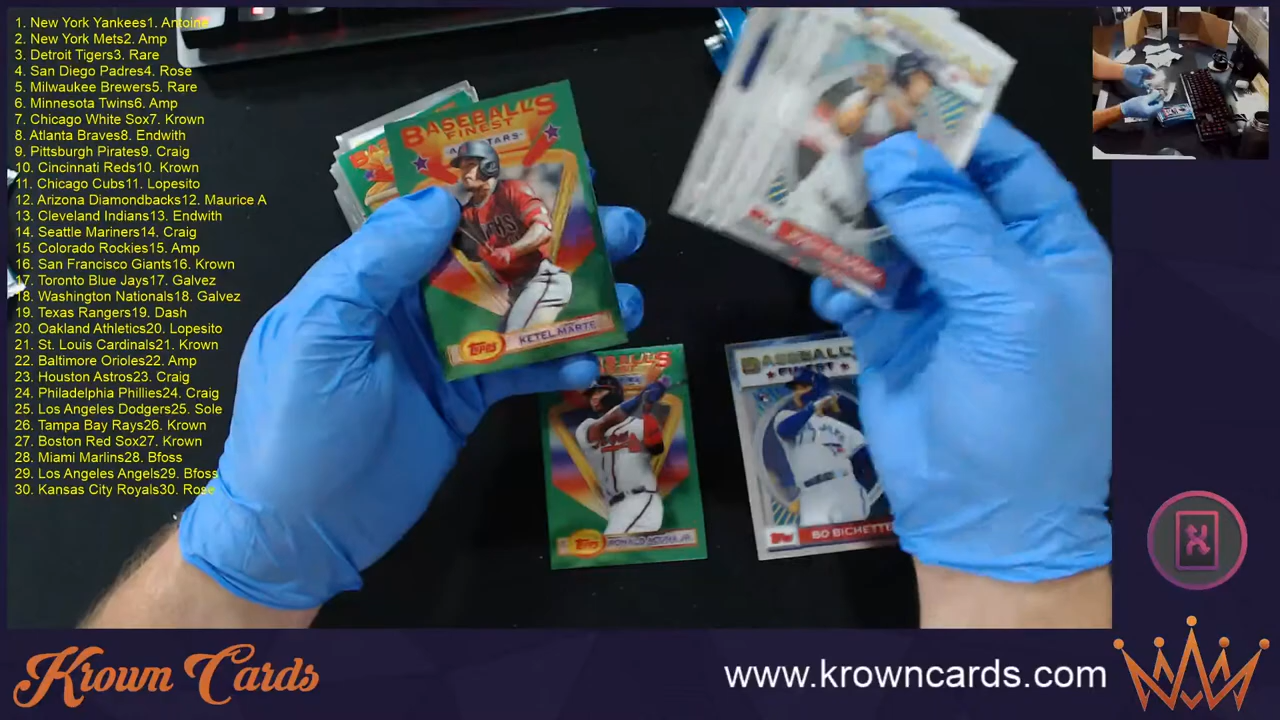 1. New York Yankees1. Antoine
2. New York Mets2. Amp
3. Detroit Tigers3. Rare
4. San Diego Padres4. Rose
5. Milwaukee Brewers5. Rare
6. Minnesota Twins6. Amp
7. Chicago White Sox7. Krown
8. Atlanta Braves8. Endwith
9. Pittsburgh Pirates9. Craig
10. Cincinnati Reds10. Krown
11. Chicago Cubs11. Lopesito
12. Arizona Diamondbacks12. Maurice A
13. Cleveland Indians13. Endwith
14. Seattle Mariners14. Craig
15. Colorado Rockies15. Amp
16. San Francisco Giants16. Krown
17. Toronto Blue Jays17. Galvez
18. Washington Nationals18. Galvez
19. Texas Rangers19. Dash
20. Oakland Athletics20. Lopesito
21. St. Louis Cardinals21. Krown
22. Baltimore Orioles22. Amp
23. Houston Astros23. Craig
24. Philadelphia Phillies24. Craig
25. Los Angeles Dodgers25. Sole
26. Tampa Bay Rays26. Krown
27. Boston Red Sox27. Krown
28. Miami Marlins28. Bfoss
29. Los Angeles Angels29. Bfoss
30. Kansas City Royals30. Rose
BASEBALL'S
FINEST
ALL STARS
Topps
KETEL MARTE
Topps
RONALD ACUÑA JR.
BASEBALL'S
FINEST
Topps
BO BICHETTE
Krown Cards
www.krowncards.com